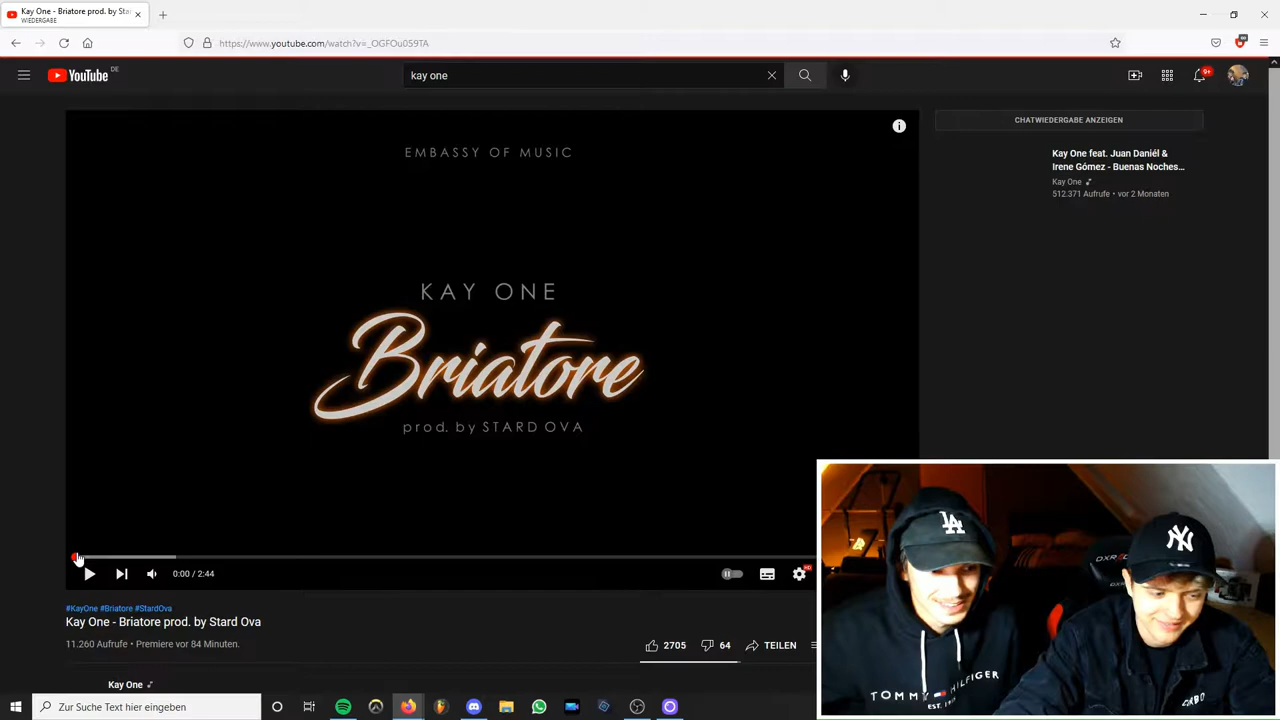 Kay One - Briatore prod. by Sta
WIEDERGABE
https://www.youtube.com/watch?v=_OGFOu059TA
YouTube DE
kay one
9+
EMBASSY OF MUSIC
KAY ONE
Briatore
prod. by STARD OVA
CHATWIEDERGABE ANZEIGEN
Kay One feat. Juan Daniél &
Irene Gómez - Buenas Noches...
Kay One
512.371 Aufrufe • vor 2 Monaten
0:00 / 2:44
HD
#KayOne #Briatore #StardOva
Kay One - Briatore prod. by Stard Ova
11.260 Aufrufe • Premiere vor 84 Minuten.
2705
64
TEILEN
Kay One
LA
NY
DXR
TOMMY HILFIGER
Zur Suche Text hier eingeben